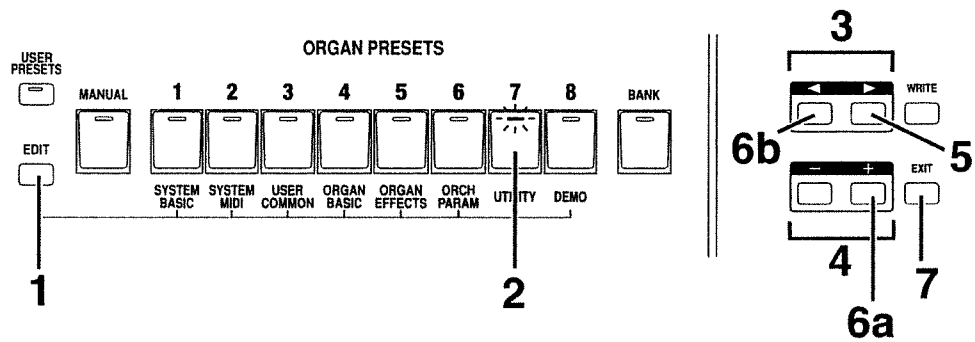 ORGAN PRESETS
USER
PRESETS
MANUAL 1 2 3 4 5 6 7 8 BANK
EDIT
SYSTEM BASIC
SYSTEM MIDI
USER COMMON
ORGAN BASIC
ORGAN EFFECTS
ORCH PARAM
UTILITY
DEMO
1
2
3
◄ ►
WRITE
6b
5
- +
EXIT
4
7
6a